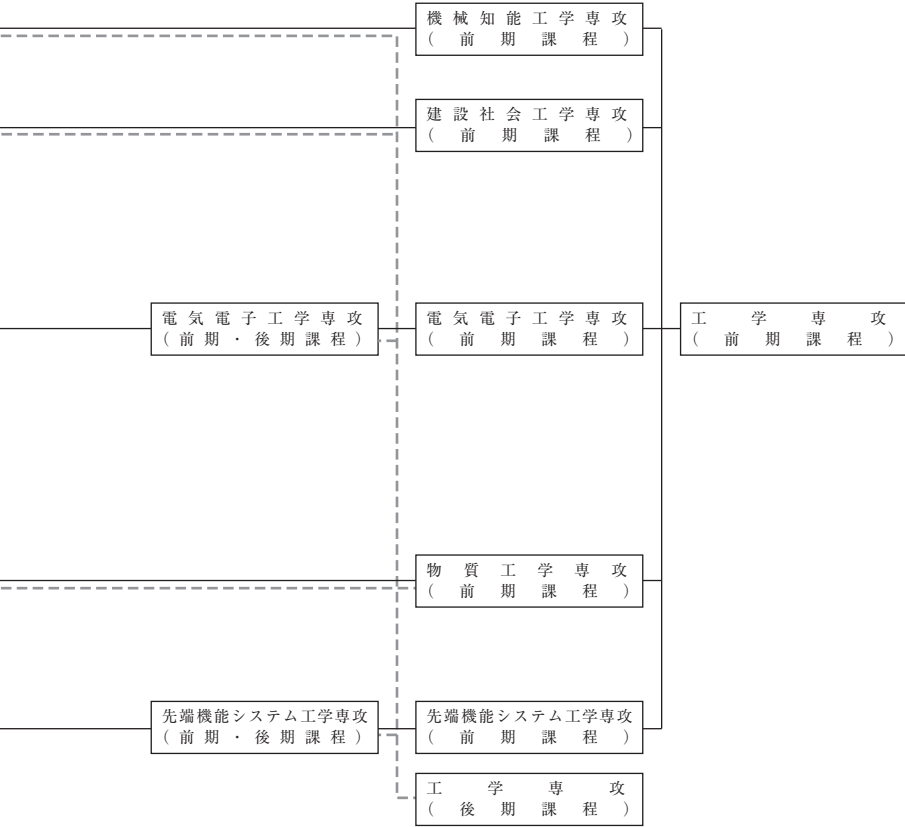 機械知能工学専攻
(前期課程)
建設社会工学専攻
(前期課程)
電気電子工学専攻
(前期・後期課程)
電気電子工学専攻
(前期課程)
工学専攻
(前期課程)
物質工学専攻
(前期課程)
先端機能システム工学専攻
(前期・後期課程)
先端機能システム工学専攻
(前期課程)
工学専攻
(後期課程)